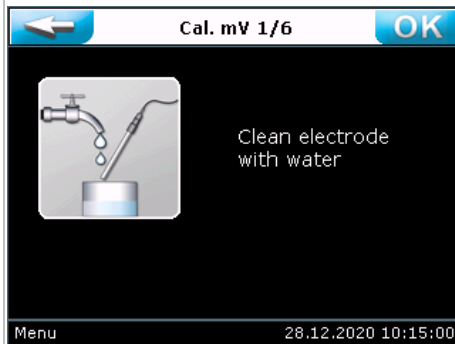 Cal. mV 1/6
OK
Clean electrode
with water
Menu
28.12.2020 10:15:00